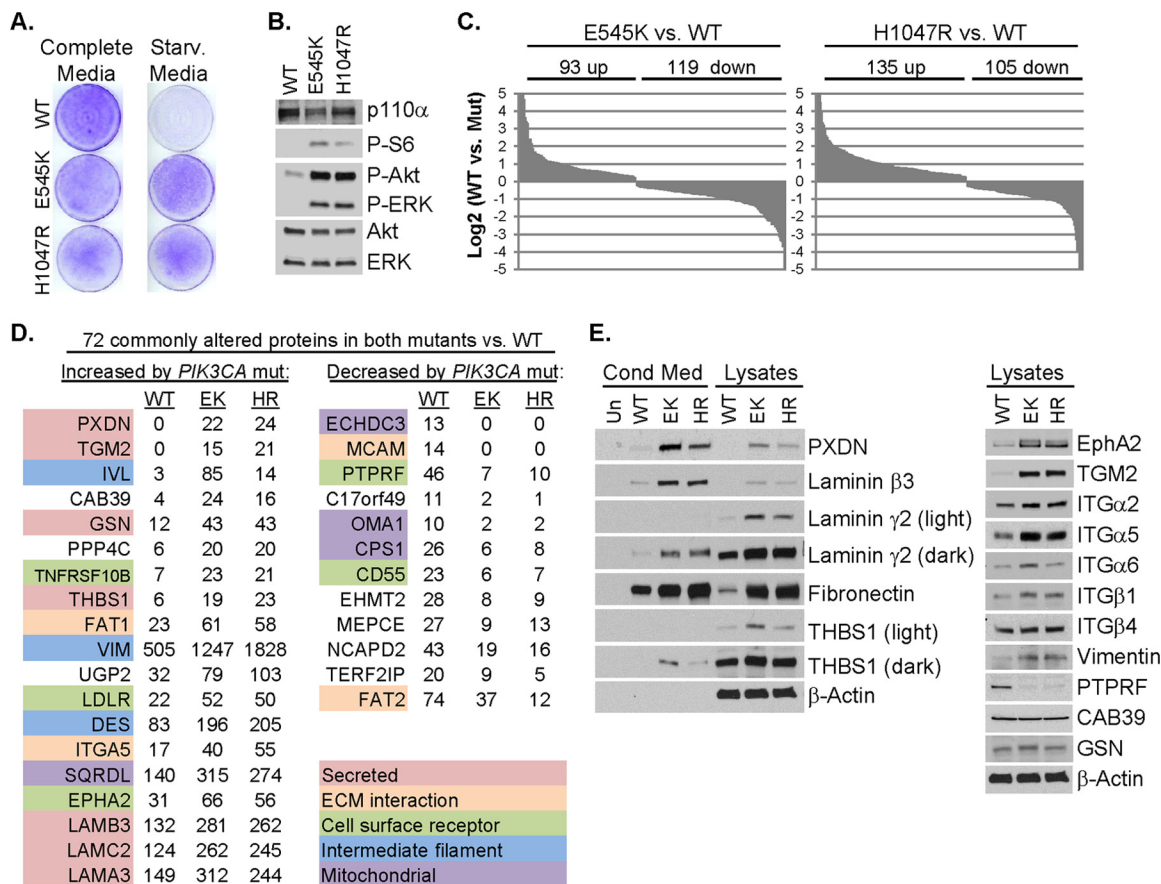 A.
Complete Media
Starv. Media
WT
E545K
H1047R
B.
WT
E545K
H1047R
p110α
P-S6
P-Akt
P-ERK
Akt
ERK
C.
E545K vs. WT
93 up
119 down
H1047R vs. WT
135 up
105 down
Log2 (WT vs. Mut)
5
4
3
2
1
0
-1
-2
-3
-4
-5
5
4
3
2
1
0
-1
-2
-3
-4
-5
D.
72 commonly altered proteins in both mutants vs. WT
Increased by PIK3CA mut:
WT EK HR
PXDN 0 22 24
TGM2 0 15 21
IVL 3 85 14
CAB39 4 24 16
GSN 12 43 43
PPP4C 6 20 20
TNFRSF10B 7 23 21
THBS1 6 19 23
FAT1 23 61 58
VIM 505 1247 1828
UGP2 32 79 103
LDLR 22 52 50
DES 83 196 205
ITGA5 17 40 55
SQRDL 140 315 274
EPHA2 31 66 56
LAMB3 132 281 262
LAMC2 124 262 245
LAMA3 149 312 244
Decreased by PIK3CA mut:
WT EK HR
ECHDC3 13 0 0
MCAM 14 0 0
PTPRF 46 7 10
C17orf49 11 2 1
OMA1 10 2 2
CPS1 26 6 8
CD55 23 6 7
EHMT2 28 8 9
MEPCE 27 9 13
NCAPD2 43 19 16
TERF2IP 20 9 5
FAT2 74 37 12
Secreted
ECM interaction
Cell surface receptor
Intermediate filament
Mitochondrial
E.
Cond Med Lysates
Un WT EK HR WT EK HR
PXDN
Laminin β3
Laminin γ2 (light)
Laminin γ2 (dark)
Fibronectin
THBS1 (light)
THBS1 (dark)
β-Actin
Lysates
WT EK HR
EphA2
TGM2
ITGα2
ITGα5
ITGα6
ITGβ1
ITGβ4
Vimentin
PTPRF
CAB39
GSN
β-Actin